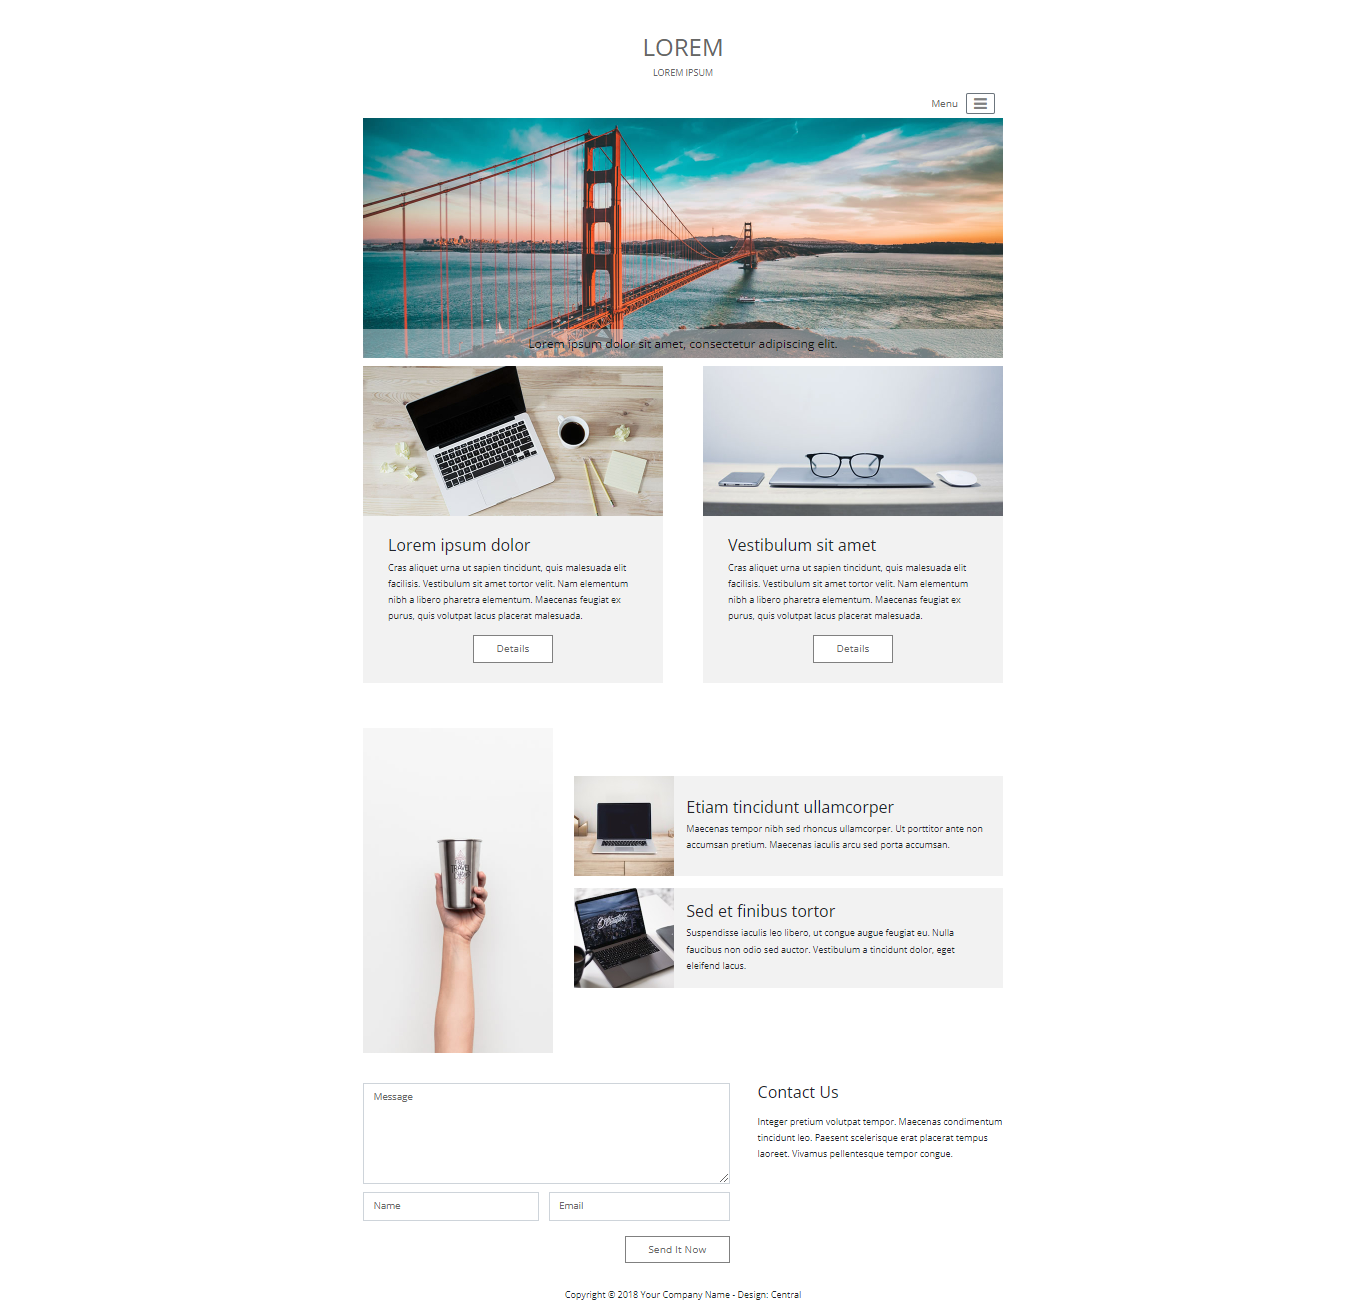 LOREM
LOREM IPSUM
Menu
Lorem ipsum dolor sit amet, consectetur adipiscing elit.
Lorem ipsum dolor
Cras aliquet urna ut sapien tincidunt, quis malesuada elit
facilisis. Vestibulum sit amet tortor velit. Nam elementum
nibh a libero pharetra elementum. Maecenas feugiat ex
purus, quis volutpat lacus placerat malesuada.
Details
Vestibulum sit amet
Cras aliquet urna ut sapien tincidunt, quis malesuada elit
facilisis. Vestibulum sit amet tortor velit. Nam elementum
nibh a libero pharetra elementum. Maecenas feugiat ex
purus, quis volutpat lacus placerat malesuada.
Details
TRAVEL
Etiam tincidunt ullamcorper
Maecenas tempor nibh sed rhoncus ullamcorper. Ut porttitor ante non
accumsan pretium. Maecenas iaculis arcu sed porta accumsan.
Sed et finibus tortor
Suspendisse iaculis leo libero, ut congue augue feugiat eu. Nulla
faucibus non odio sed auctor. Vestibulum a tincidunt dolor, eget
eleifend lacus.
Message
Name
Email
Send It Now
Contact Us
Integer pretium volutpat tempor. Maecenas condimentum
tincidunt leo. Paesent scelerisque erat placerat tempus
laoreet. Vivamus pellentesque tempor congue.
Copyright © 2018 Your Company Name - Design: Central